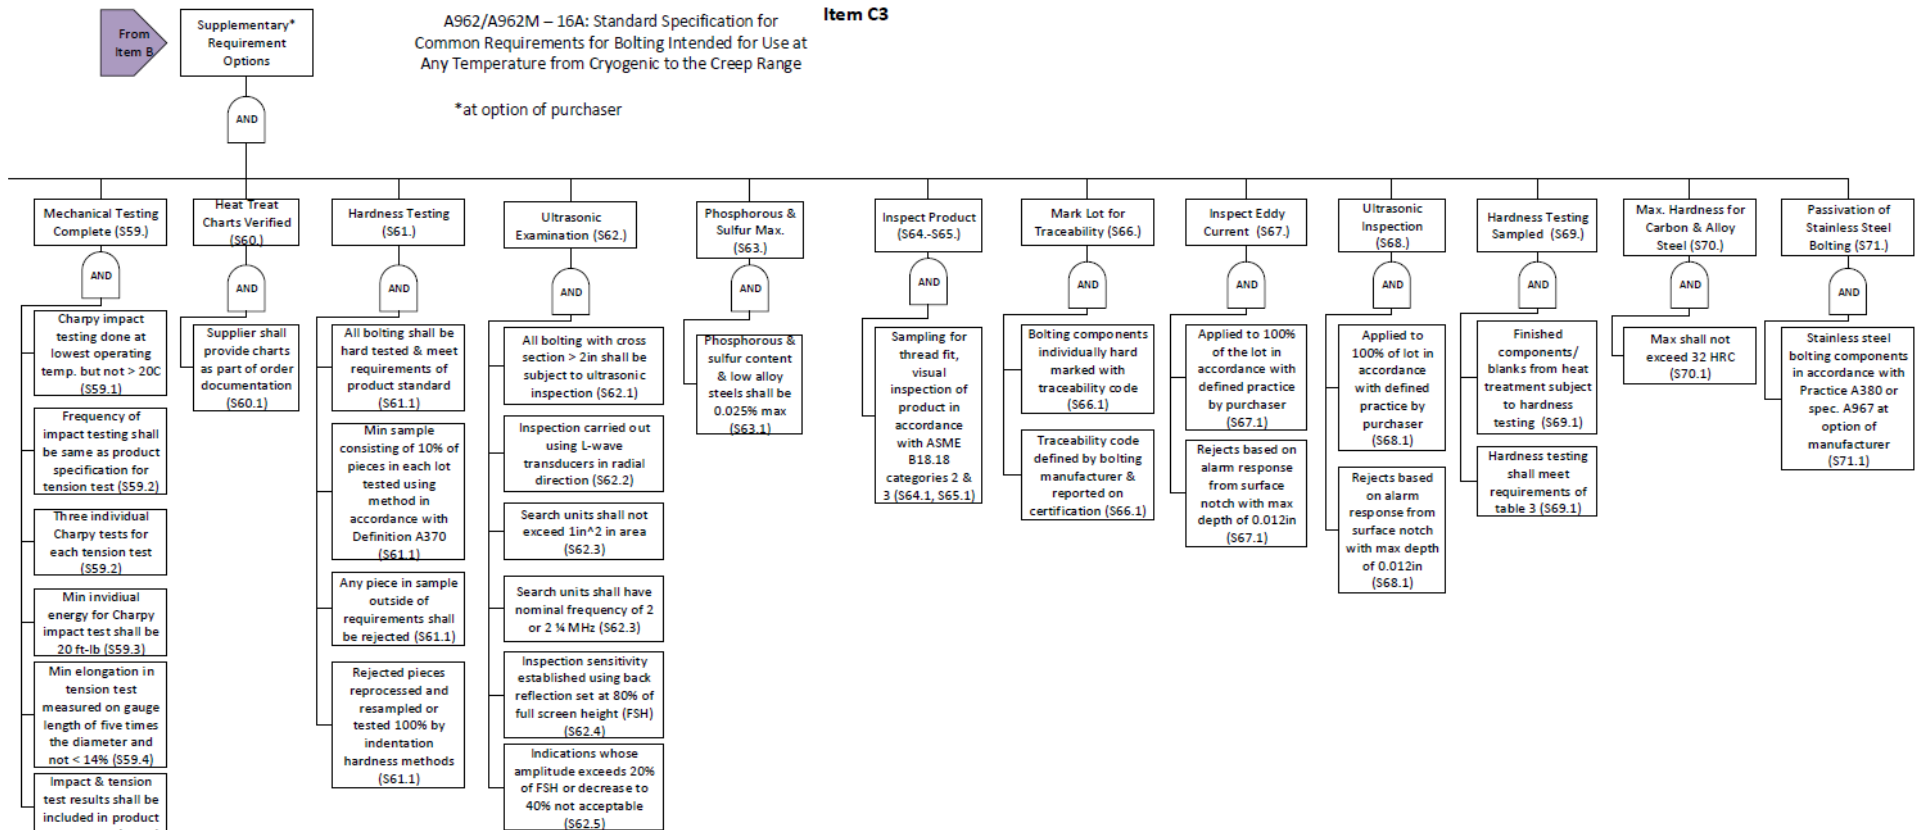 From
Item B
Supplementary*
Requirement
Options
A962/A962M – 16A: Standard Specification for
Common Requirements for Bolting Intended for Use at
Any Temperature from Cryogenic to the Creep Range
*at option of purchaser
Item C3
AND
Mechanical Testing
Complete (S59.)
AND
Charpy impact
testing done at
lowest operating
temp. but not > 20C
(S59.1)
Frequency of
impact testing shall
be same as product
specification for
tension test (S59.2)
Three individual
Charpy tests for
each tension test
(S59.2)
Min invidiual
energy for Charpy
impact test shall be
20 ft-lb (S59.3)
Min elongation in
tension test
measured on gauge
length of five times
the diameter and
not < 14% (S59.4)
Impact & tension
test results shall be
included in product
Heat Treat
Charts Verified
(S60.)
AND
Supplier shall
provide charts
as part of order
documentation
(S60.1)
Hardness Testing
(S61.)
AND
All bolting shall be
hard tested & meet
requirements of
product standard
(S61.1)
Min sample
consisting of 10% of
pieces in each lot
tested using
method in
accordance with
Definition A370
(S61.1)
Any piece in sample
outside of
requirements shall
be rejected (S61.1)
Rejected pieces
reprocessed and
resampled or
tested 100% by
indentation
hardness methods
(S61.1)
Ultrasonic
Examination (S62.)
AND
All bolting with cross
section > 2in shall be
subject to ultrasonic
inspection (S62.1)
Inspection carried out
using L-wave
transducers in radial
direction (S62.2)
Search units shall not
exceed 1in^2 in area
(S62.3)
Search units shall have
nominal frequency of 2
or 2 ¼ MHz (S62.3)
Inspection sensitivity
established using back
reflection set at 80% of
full screen height (FSH)
(S62.4)
Indications whose
amplitude exceeds 20%
of FSH or decrease to
40% not acceptable
(S62.5)
Phosphorous &
Sulfur Max.
(S63.)
AND
Phosphorous &
sulfur content
& low alloy
steels shall be
0.025% max
(S63.1)
Inspect Product
(S64.-S65.)
AND
Sampling for
thread fit,
visual
inspection of
product in
accordance
with ASME
B18.18
categories 2 &
3 (S64.1, S65.1)
Mark Lot for
Traceability (S66.)
AND
Bolting components
individually hard
marked with
traceability code
(S66.1)
Traceability code
defined by bolting
manufacturer &
reported on
certification (S66.1)
Inspect Eddy
Current (S67.)
AND
Applied to 100%
of the lot in
accordance with
defined practice
by purchaser
(S67.1)
Rejects based on
alarm response
from surface
notch with max
depth of 0.012in
(S67.1)
Ultrasonic
Inspection
(S68.)
AND
Applied to
100% of lot in
accordance
with defined
practice by
purchaser
(S68.1)
Rejects based
on alarm
response from
surface notch
with max depth
of 0.012in
(S68.1)
Hardness Testing
Sampled (S69.)
AND
Finished
components/
blanks from heat
treatment subject
to hardness
testing (S69.1)
Hardness testing
shall meet
requirements of
table 3 (S69.1)
Max. Hardness for
Carbon & Alloy
Steel (S70.)
AND
Max shall not
exceed 32 HRC
(S70.1)
Passivation of
Stainless Steel
Bolting (S71.)
AND
Stainless steel
bolting components
in accordance with
Practice A380 or
spec. A967 at
option of
manufacturer
(S71.1)